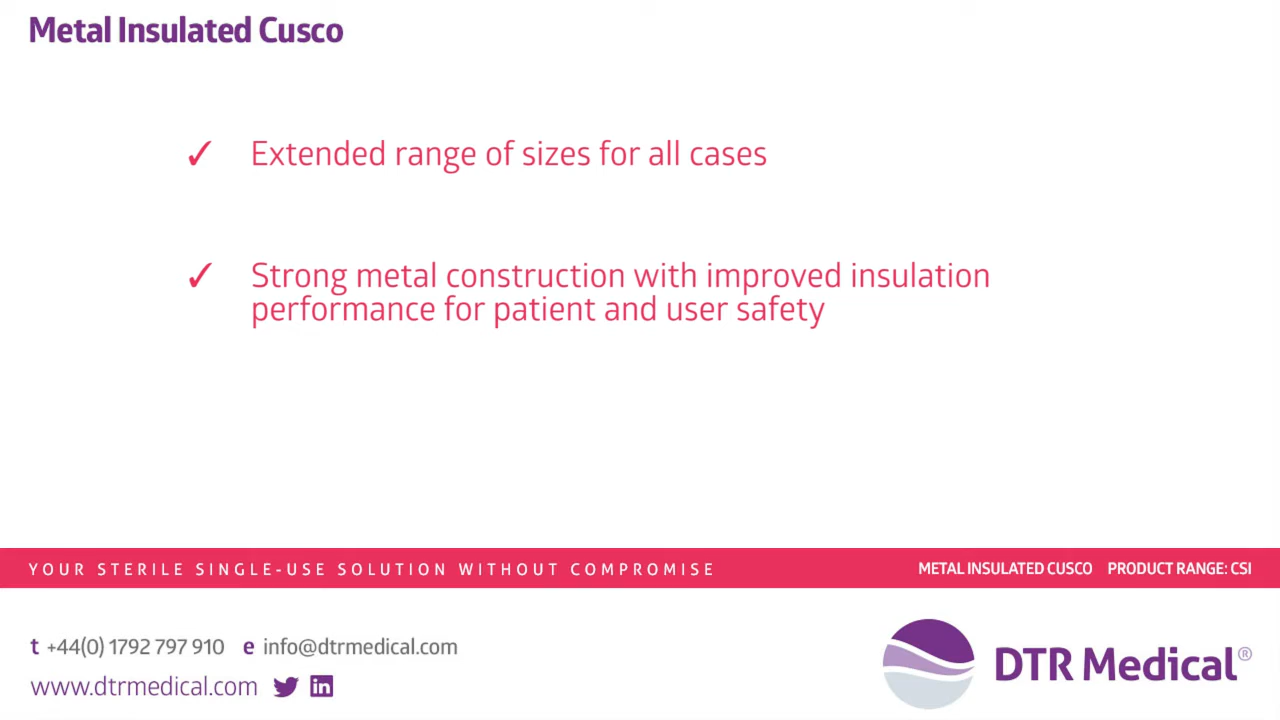 Metal Insulated Cusco
✓ Extended range of sizes for all cases
✓ Strong metal construction with improved insulation
performance for patient and user safety
YOUR STERILE SINGLE-USE SOLUTION WITHOUT COMPROMISE
METAL INSULATED CUSCO PRODUCT RANGE: CSI
t +44(0) 1792 797 910 e info@dtrmedical.com
www.dtrmedical.com
DTR Medical®